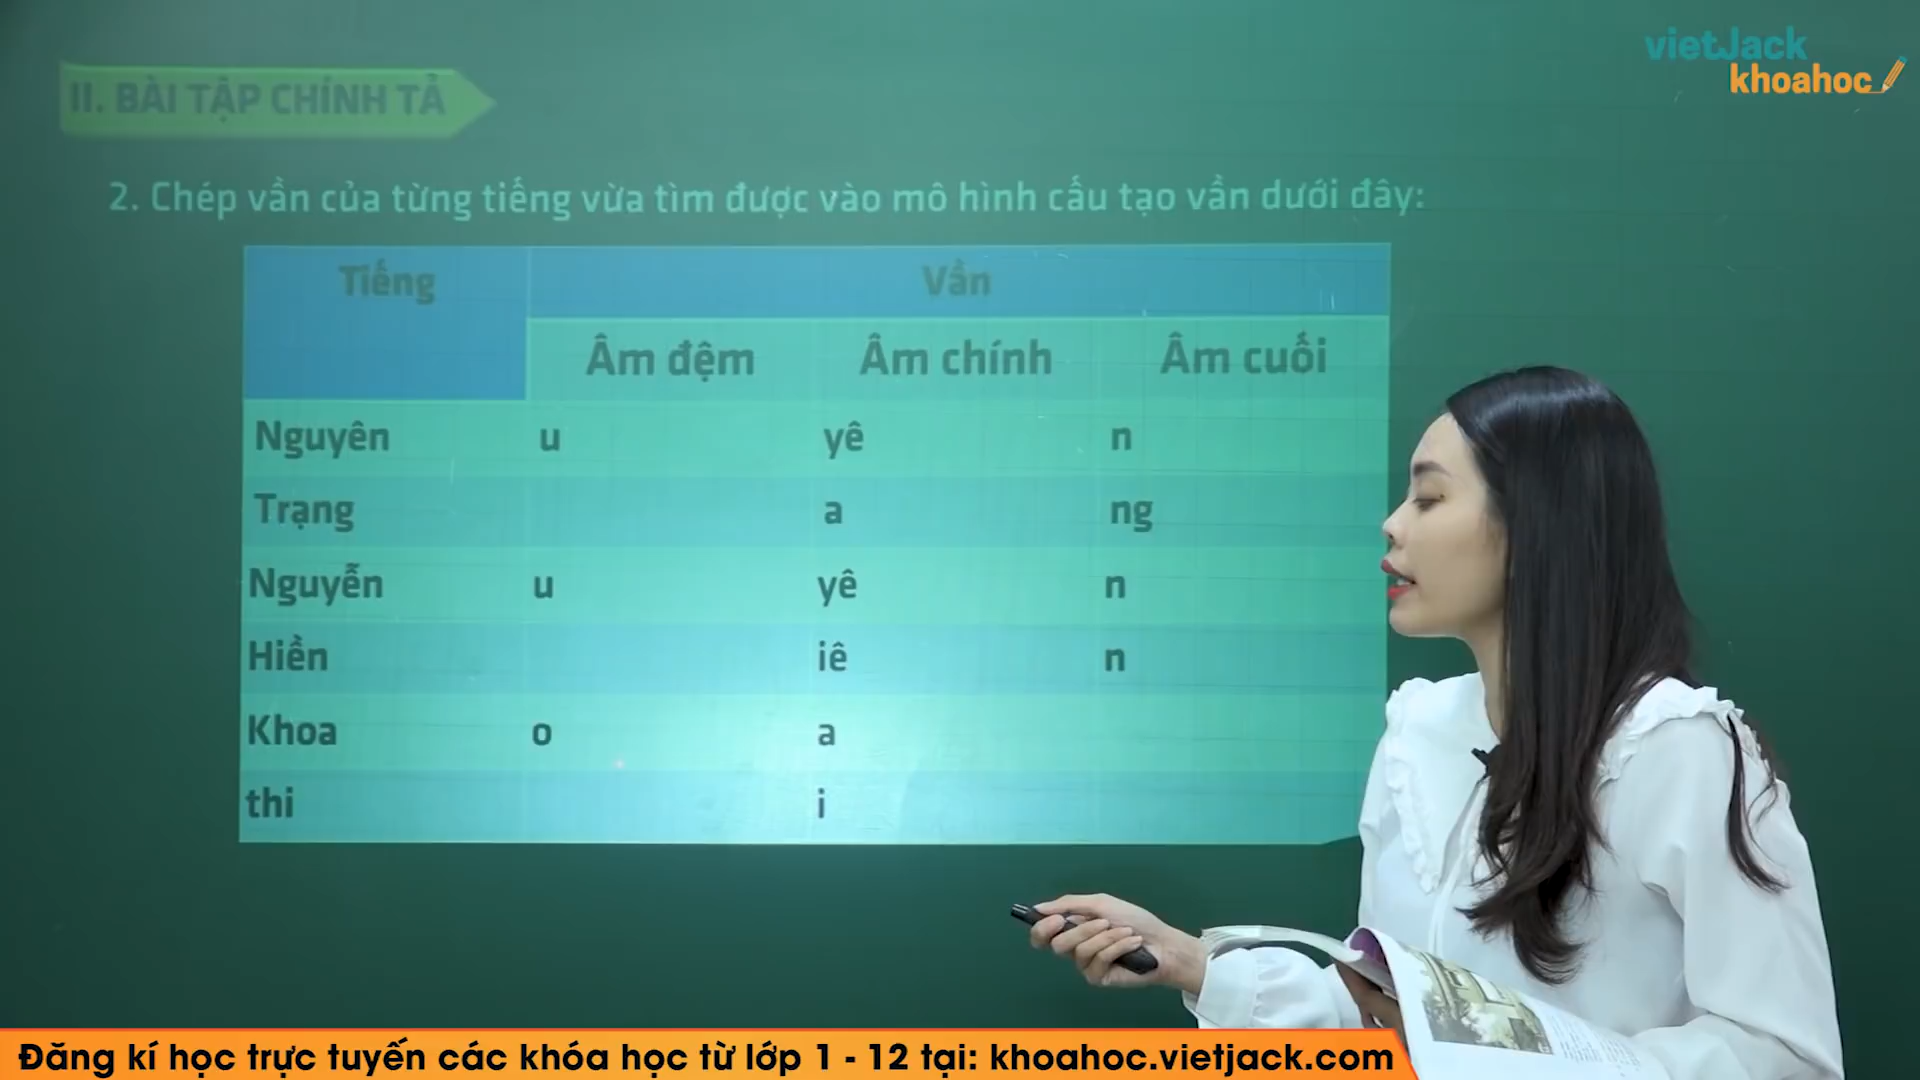 vietJack
khoahoc
II. BÀI TẬP CHÍNH TẢ
2. Chép vần của từng tiếng vừa tìm được vào mô hình cấu tạo vần dưới đây:
Tiếng Vần
Âm đệm Âm chính Âm cuối
Nguyên u yê n
Trạng a ng
Nguyễn u yê n
Hiền iê n
Khoa o a
thi i
Đăng kí học trực tuyến các khóa học từ lớp 1 - 12 tại: khoahoc.vietjack.com